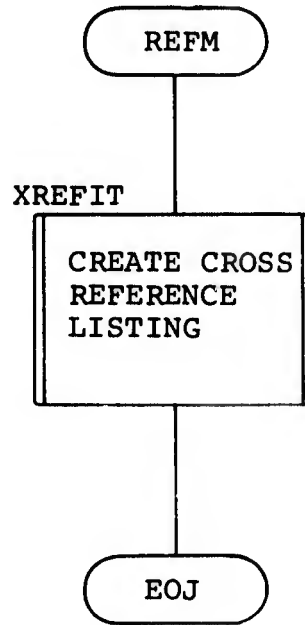 REFM
XREFIT
CREATE CROSS
REFERENCE
LISTING
EOJ